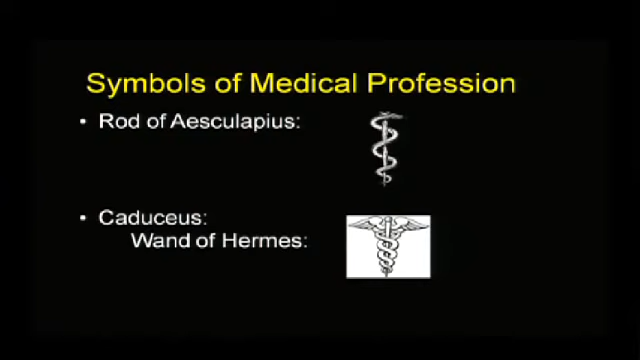 Symbols of Medical Profession
• Rod of Aesculapius:
• Caduceus:
Wand of Hermes: